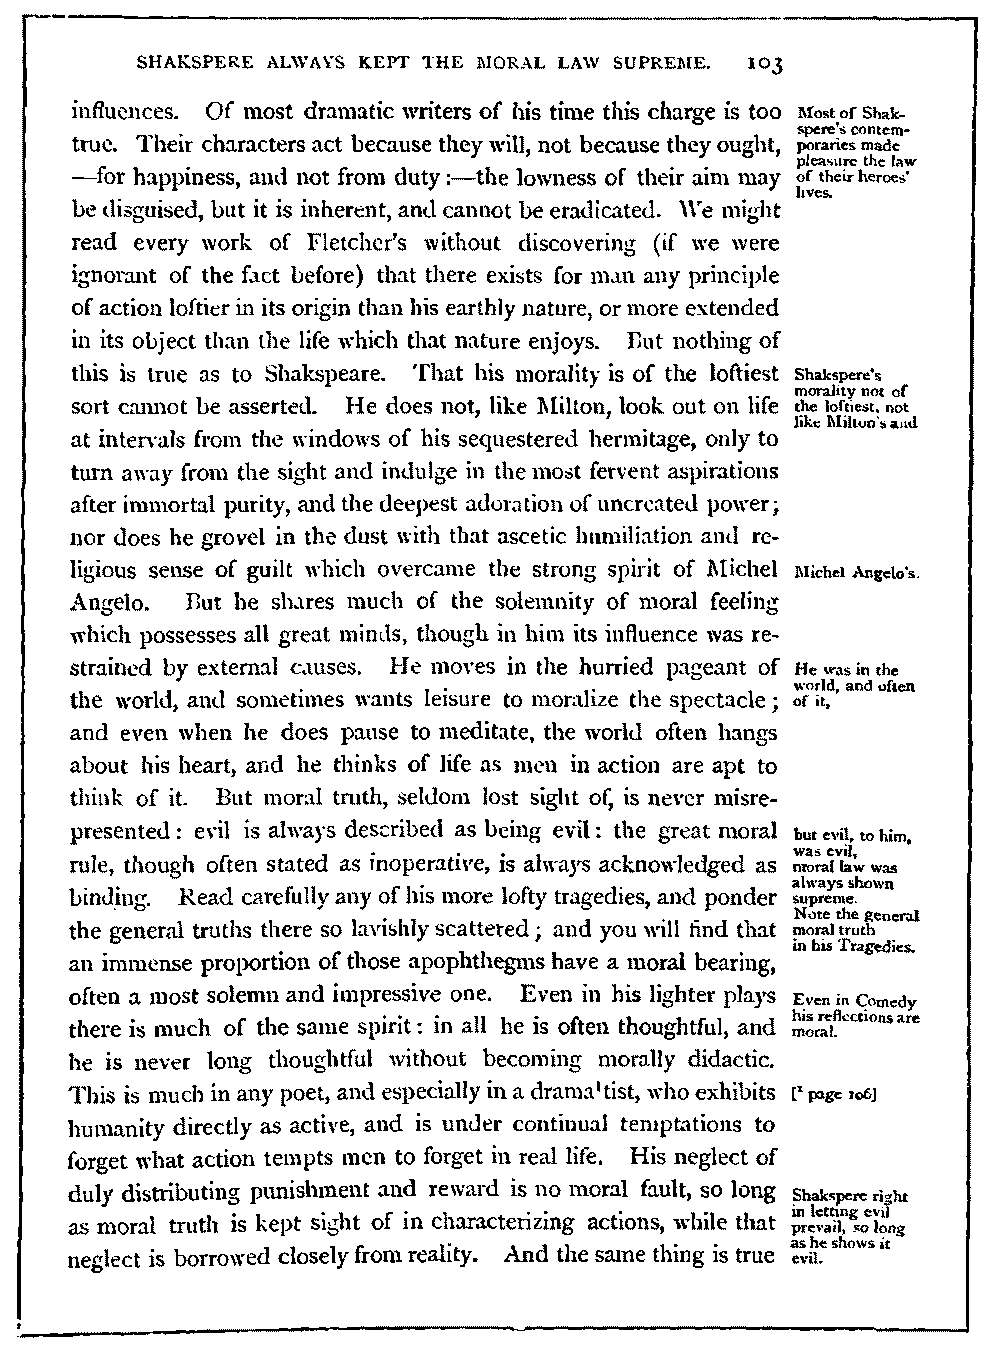 SHAKSPERE ALWAYS KEPT THE MORAL LAW SUPREME. 103
influences. Of most dramatic writers of his time this charge is too
true. Their characters act because they will, not because they ought,
—for happiness, and not from duty :—the lowness of their aim may
be disguised, but it is inherent, and cannot be eradicated. We might
read every work of Fletcher's without discovering (if we were
ignorant of the fact before) that there exists for man any principle
of action loftier in its origin than his earthly nature, or more extended
in its object than the life which that nature enjoys. But nothing of
this is true as to Shakspeare. That his morality is of the loftiest
sort cannot be asserted. He does not, like Milton, look out on life
at intervals from the windows of his sequestered hermitage, only to
turn away from the sight and indulge in the most fervent aspirations
after immortal purity, and the deepest adoration of uncreated power;
nor does he grovel in the dust with that ascetic humiliation and re-
ligious sense of guilt which overcame the strong spirit of Michel
Angelo. But he shares much of the solemnity of moral feeling
which possesses all great minds, though in him its influence was re-
strained by external causes. He moves in the hurried pageant of
the world, and sometimes wants leisure to moralize the spectacle;
and even when he does pause to meditate, the world often hangs
about his heart, and he thinks of life as men in action are apt to
think of it. But moral truth, seldom lost sight of, is never misre-
presented: evil is always described as being evil: the great moral
rule, though often stated as inoperative, is always acknowledged as
binding. Read carefully any of his more lofty tragedies, and ponder
the general truths there so lavishly scattered; and you will find that
an immense proportion of those apophthegms have a moral bearing,
often a most solemn and impressive one. Even in his lighter plays
there is much of the same spirit: in all he is often thoughtful, and
he is never long thoughtful without becoming morally didactic.
This is much in any poet, and especially in a drama¹tist, who exhibits
humanity directly as active, and is under continual temptations to
forget what action tempts men to forget in real life. His neglect of
duly distributing punishment and reward is no moral fault, so long
as moral truth is kept sight of in characterizing actions, while that
neglect is borrowed closely from reality. And the same thing is true
Most of Shak-
spere's contem-
poraries made
pleasure the law
of their heroes'
lives.
Shakspere's
morality not of
the loftiest, not
like Milton's and
Michel Angelo's.
He was in the
world, and often
of it,
but evil, to him,
was evil,
moral law was
always shown
supreme.
Note the general
moral truth
in his Tragedies.
Even in Comedy
his reflections are
moral.
[¹ page 106]
Shakspere right
in letting evil
prevail, so long
as he shows it
evil.